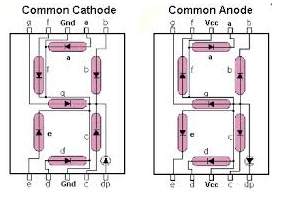 Common Cathode Common Anode
g f Gnd a b g f Vcc a b
a a
f b f b
g g
e c e c
d d
e d Gnd c dp e d Vcc c dp